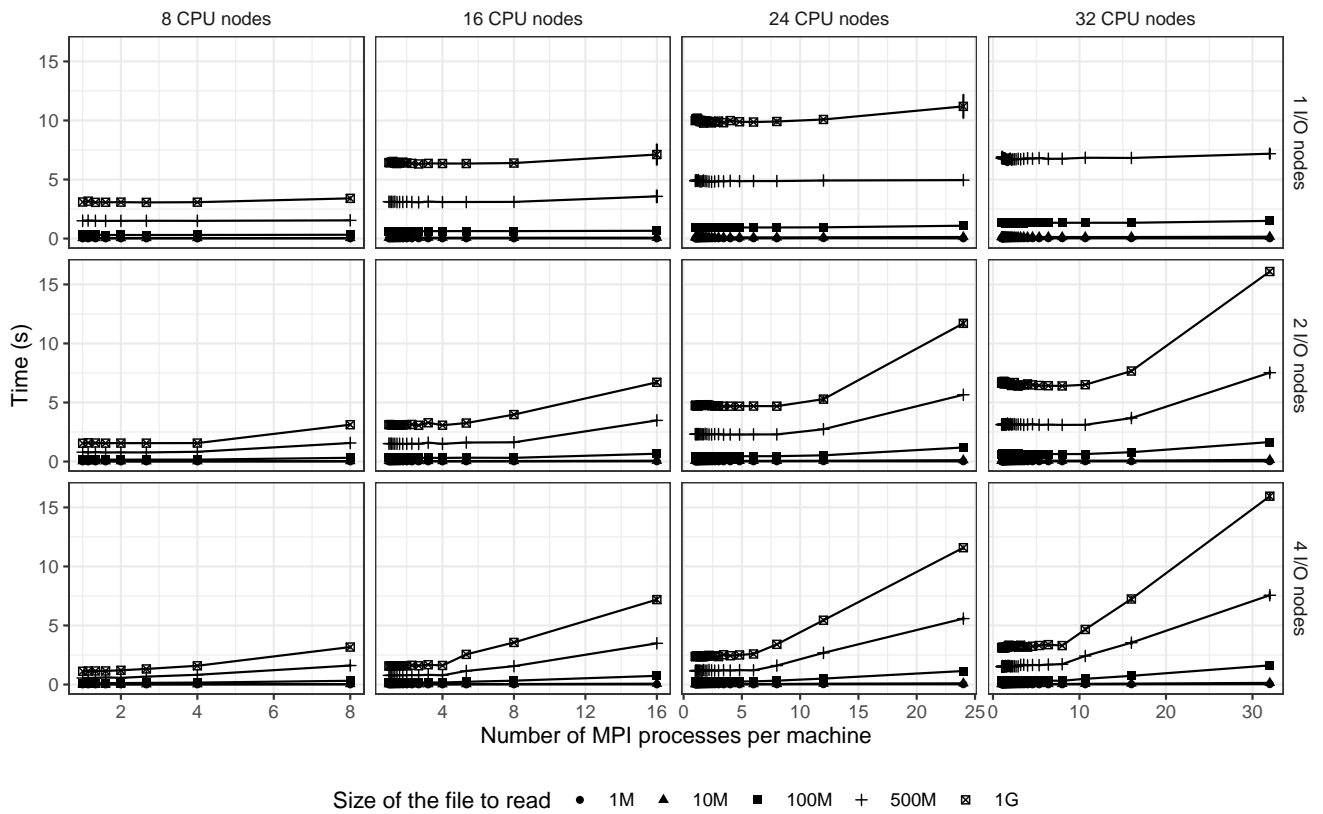 8 CPU nodes 16 CPU nodes 24 CPU nodes 32 CPU nodes
15
10
5
0
1 I/O nodes
15
10
5
0
2 I/O nodes
15
10
5
0
4 I/O nodes
Time (s)
2 4 8 4 8 16 0 5 10 15 20 25 0 10 20 30
Number of MPI processes per machine
Size of the file to read 1M 10M 100M 500M 1G